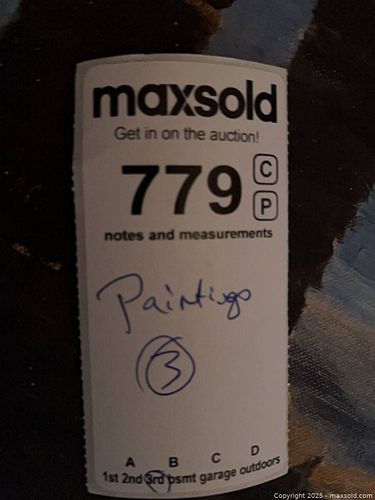 maxsold
Get in on the auction!
779 C
P
notes and measurements
Paintings
3
A B C D
1st 2nd 3rd bsmt garage outdoors
Copyright 2025 - maxsold.com